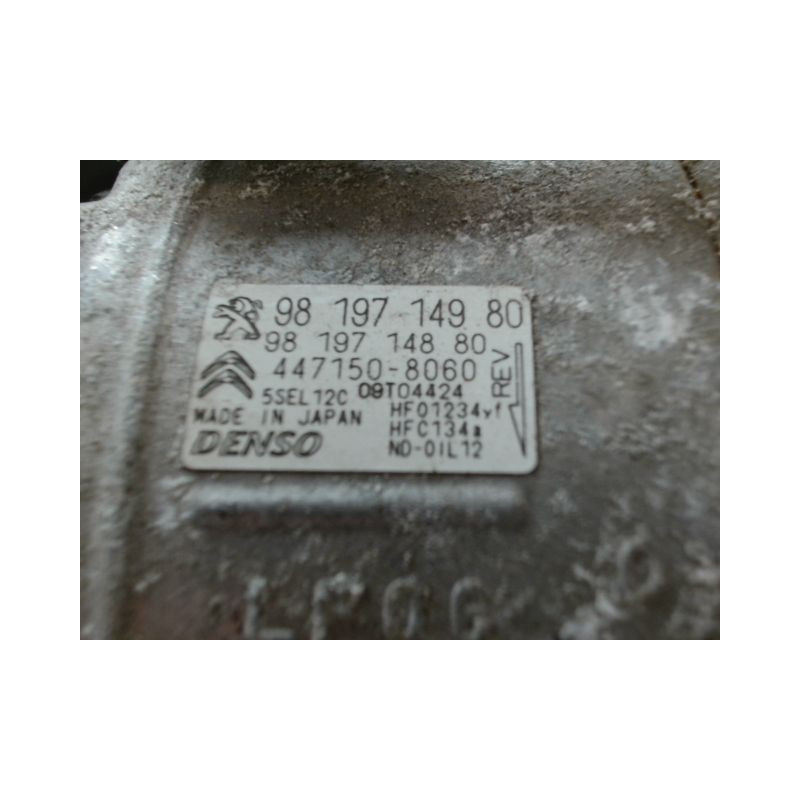 98 197 149 80
98 197 148 80
447150-8060
5SEL12C 09T04424
REV
MADE IN JAPAN HFO1234yf
HFC134a
DENSO ND-OIL12